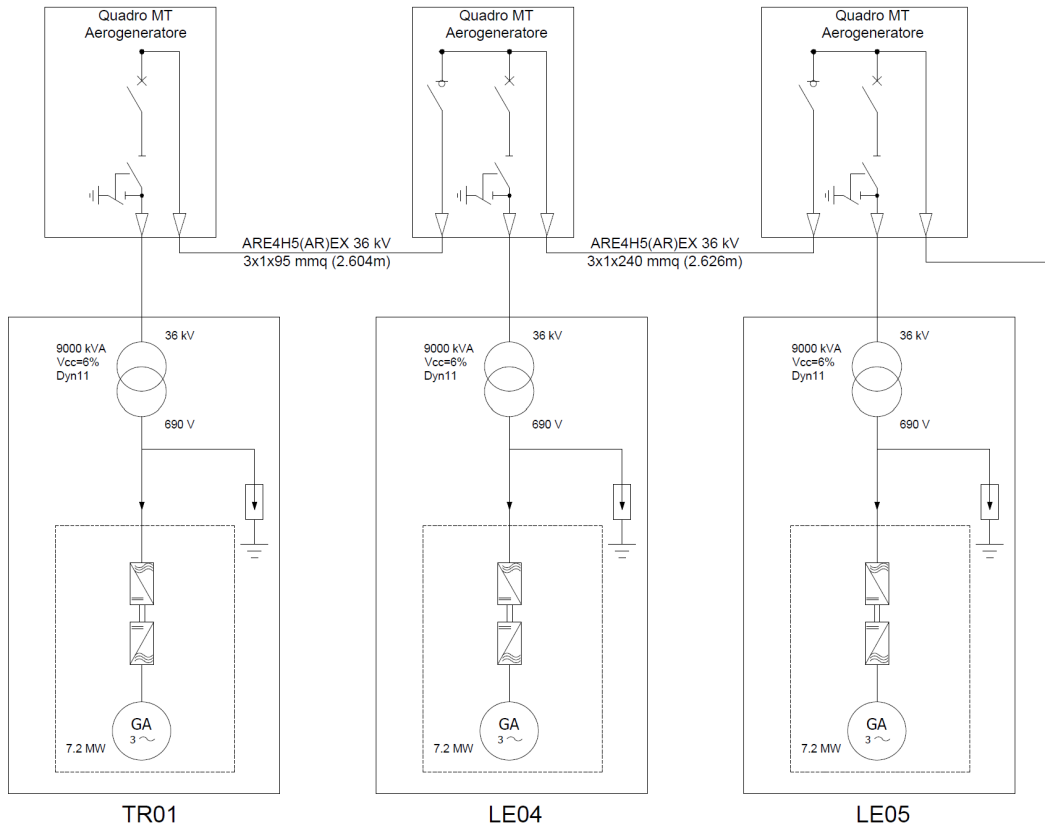 Quadro MT
Aerogeneratore
Quadro MT
Aerogeneratore
Quadro MT
Aerogeneratore
ARE4H5(AR)EX 36 kV
3x1x95 mmq (2.604m)
ARE4H5(AR)EX 36 kV
3x1x240 mmq (2.626m)
36 kV
9000 kVA
Vcc=6%
Dyn11
690 V
GA
3
7.2 MW
TR01
36 kV
9000 kVA
Vcc=6%
Dyn11
690 V
GA
3
7.2 MW
LE04
36 kV
9000 kVA
Vcc=6%
Dyn11
690 V
GA
3
7.2 MW
LE05